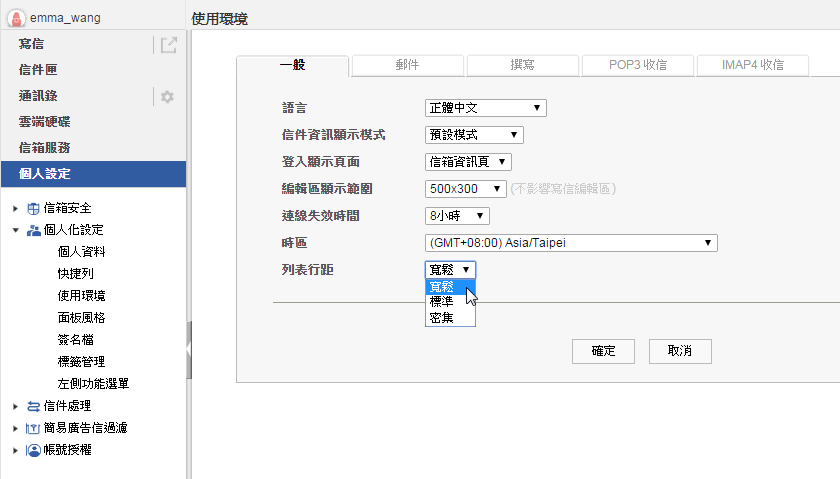 emma_wang
寫信
信件匣
通訊錄
雲端硬碟
信箱服務
個人設定
信箱安全
個人化設定
個人資料
快捷列
使用環境
面板風格
簽名檔
標籤管理
左側功能選單
信件處理
簡易廣告信過濾
帳號授權
使用環境
一般 郵件 撰寫 POP3 收信 IMAP4 收信
語言 正體中文
信件資訊顯示模式 預設模式
登入顯示頁面 信箱資訊頁
編輯區顯示範圍 500x300 (不影響寫信編輯區)
連線失效時間 8小時
時區 (GMT+08:00) Asia/Taipei
列表行距 寬鬆
寬鬆
標準
密集
確定 取消